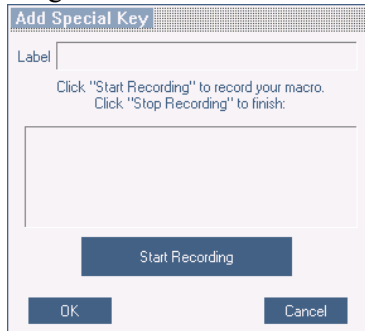 Add Special Key
Label
Click "Start Recording" to record your macro.
Click "Stop Recording" to finish:
Start Recording
OK
Cancel